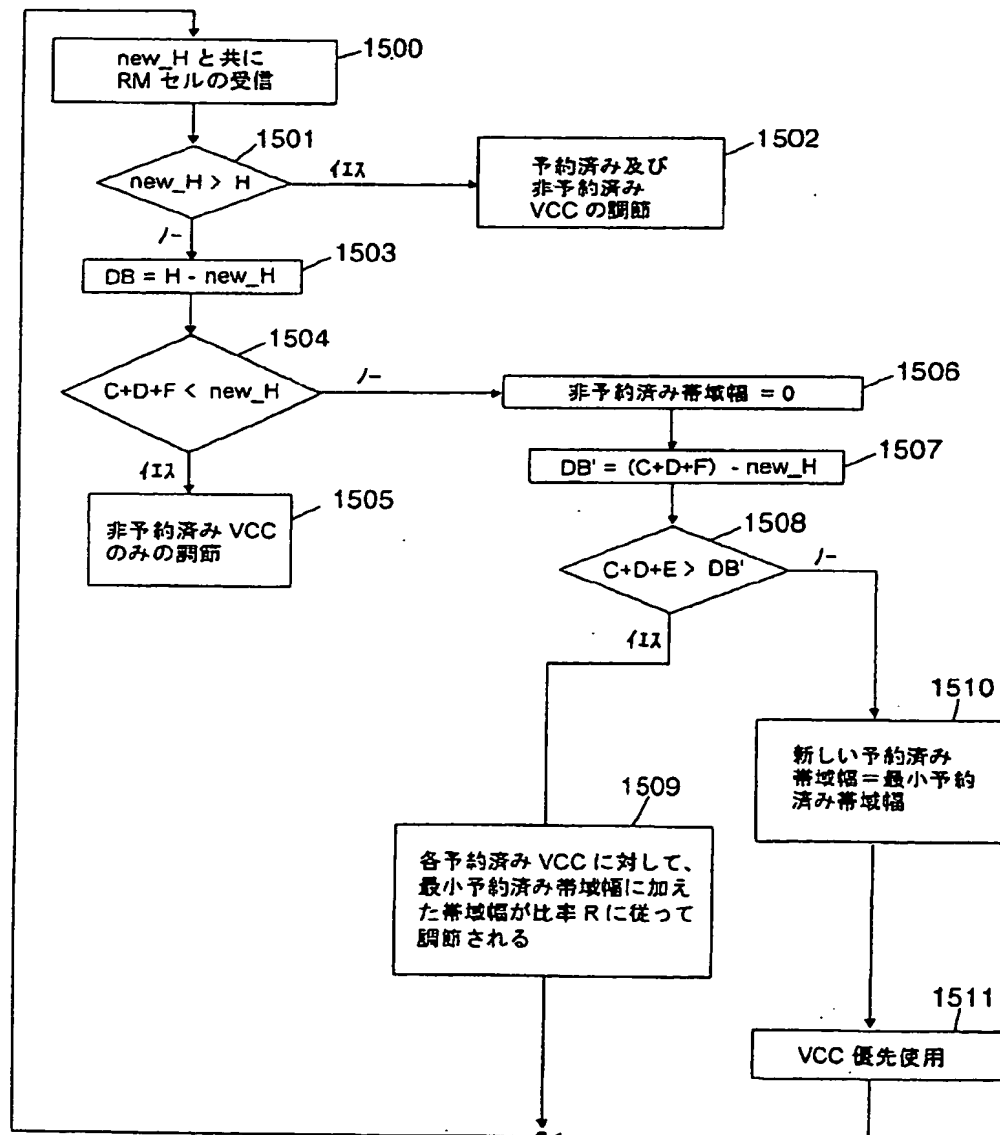 new_H と共に
RM セルの受信
1500
1501
new_H > H
イエス
1502
予約済み及び
非予約済み
VCC の調節
ノー
1503
DB = H - new_H
1504
C+D+F < new_H
ノー
1506
非予約済み帯域幅 = 0
1507
DB' = (C+D+F) - new_H
イエス
1505
非予約済み VCC
のみの調節
1508
C+D+E > DB'
ノー
イエス
1510
新しい予約済み
帯域幅=最小予約
済み帯域幅
1509
各予約済み VCC に対して、
最小予約済み帯域幅に加え
た帯域幅が比率 R に従って
調節される
1511
VCC 優先使用